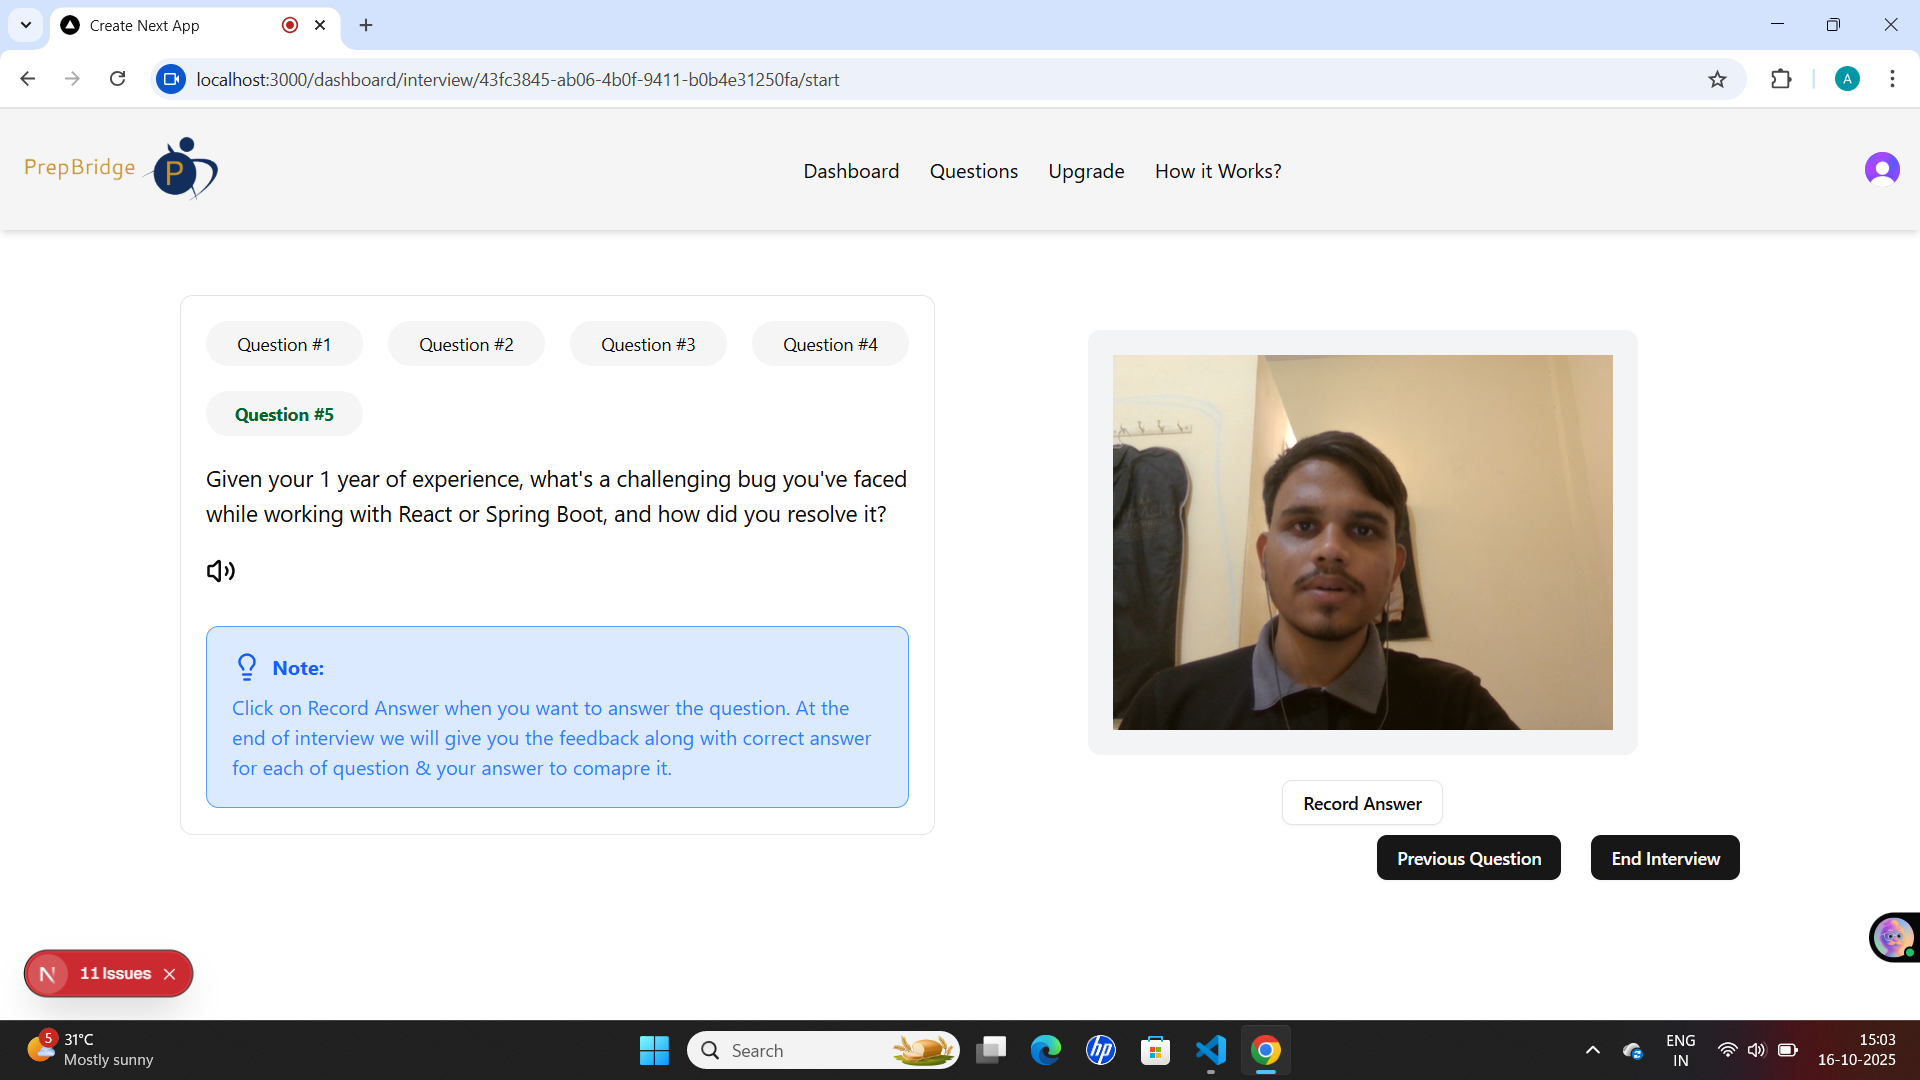 Create Next App
localhost:3000/dashboard/interview/43fc3845-ab06-4b0f-9411-b0b4e31250fa/start
A
PrepBridge
P
Dashboard Questions Upgrade How it Works?
Question #1 Question #2 Question #3 Question #4
Question #5
Given your 1 year of experience, what's a challenging bug you've faced
while working with React or Spring Boot, and how did you resolve it?
Note:
Click on Record Answer when you want to answer the question. At the
end of interview we will give you the feedback along with correct answer
for each of question & your answer to comapre it.
Record Answer
Previous Question End Interview
N 11 Issues
5
31°C
Mostly sunny
Search
hp
ENG
IN
15:03
16-10-2025